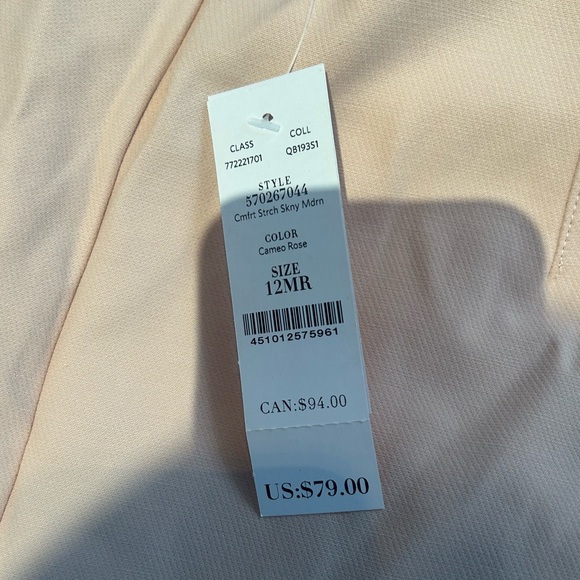 CLASS COLL
772221701 QB193S1
STYLE
570267044
Cmfrt Strch Skny Mdrn
COLOR
Cameo Rose
SIZE
12MR
451012575961
CAN:$94.00
US:$79.00